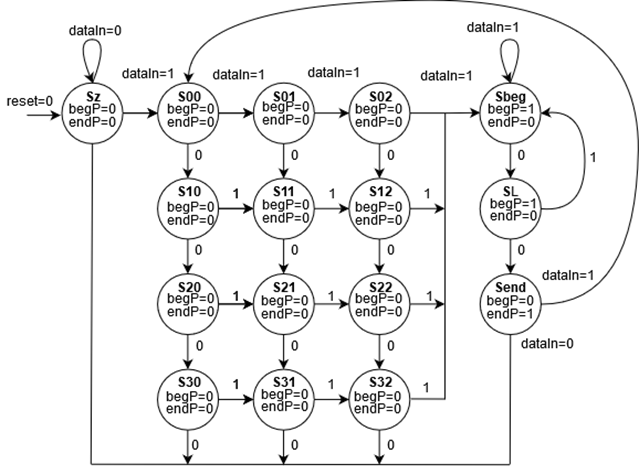 dataIn=0
dataIn=1
reset=0
dataIn=1
dataIn=1
dataIn=1
dataIn=1
Sz
begP=0
endP=0
S00
begP=0
endP=0
S01
begP=0
endP=0
S02
begP=0
endP=0
Sbeg
begP=1
endP=0
0
0
0
0
1
S10
begP=0
endP=0
1
S11
begP=0
endP=0
1
S12
begP=0
endP=0
1
SL
begP=1
endP=0
0
0
0
0
S20
begP=0
endP=0
1
S21
begP=0
endP=0
1
S22
begP=0
endP=0
1
Send
begP=0
endP=1
dataIn=1
dataIn=0
0
0
0
S30
begP=0
endP=0
1
S31
begP=0
endP=0
1
S32
begP=0
endP=0
1
0
0
0